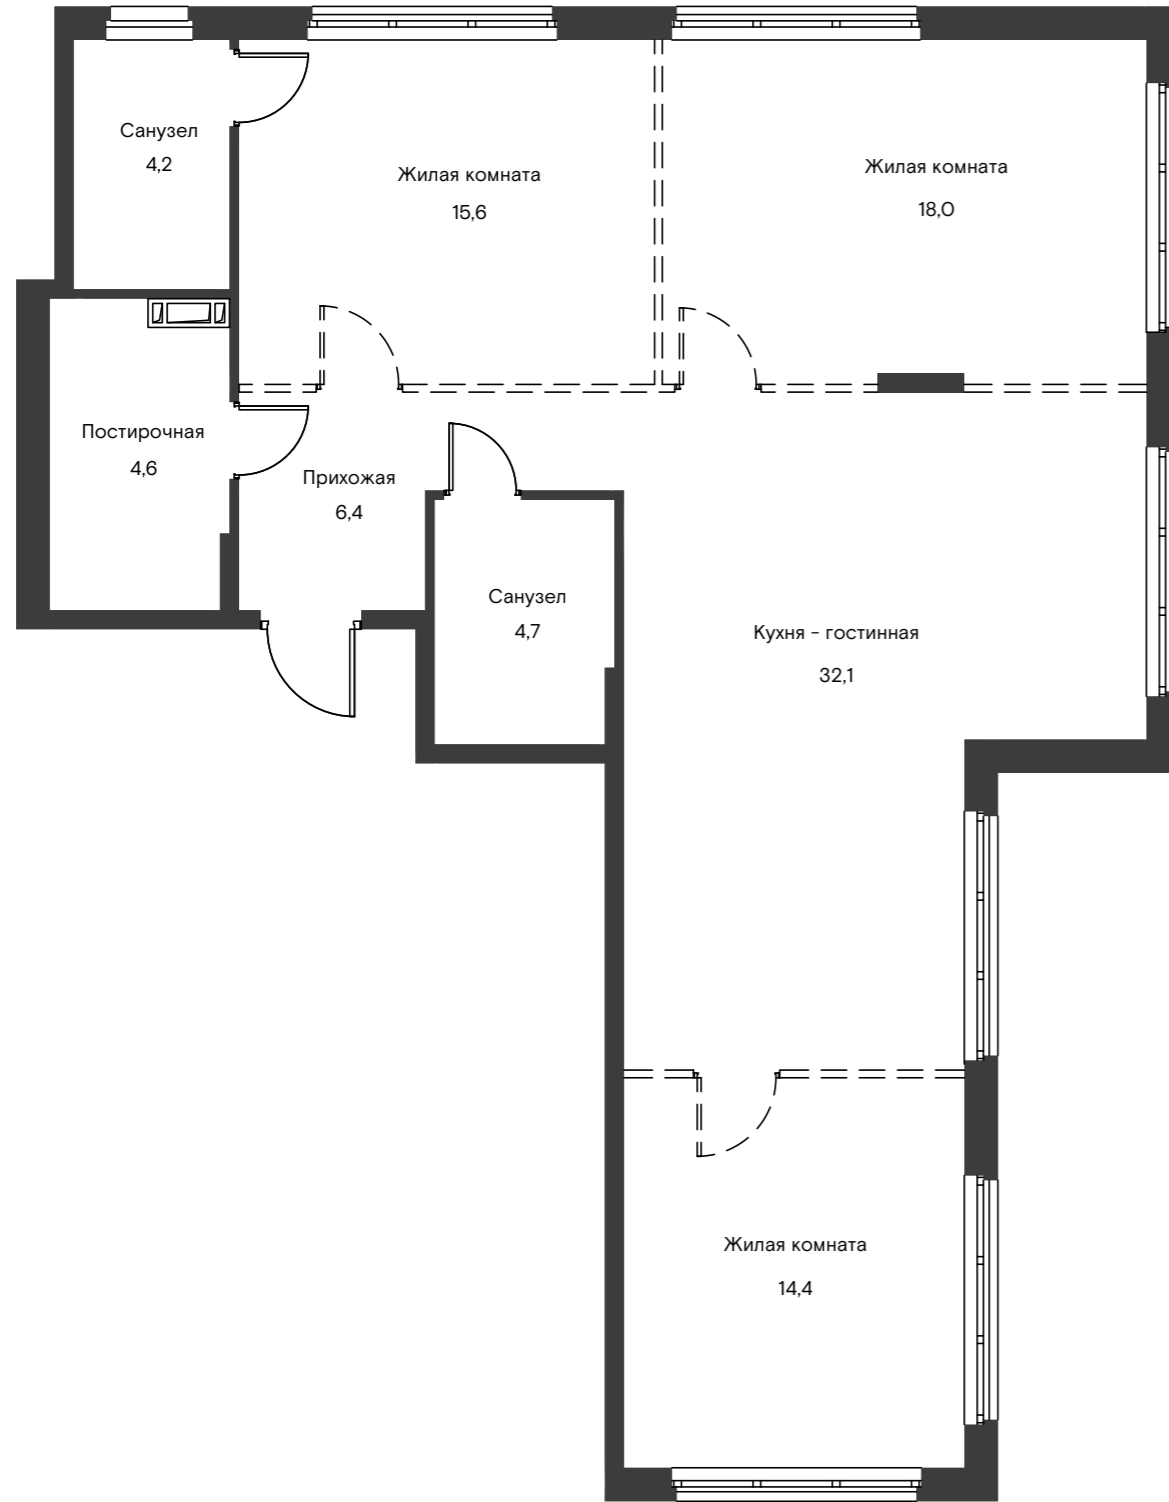 Санузел
4,2
Жилая комната
15,6
Жилая комната
18,0
Постирочная
4,6
Прихожая
6,4
Санузел
4,7
Кухня - гостинная
32,1
Жилая комната
14,4